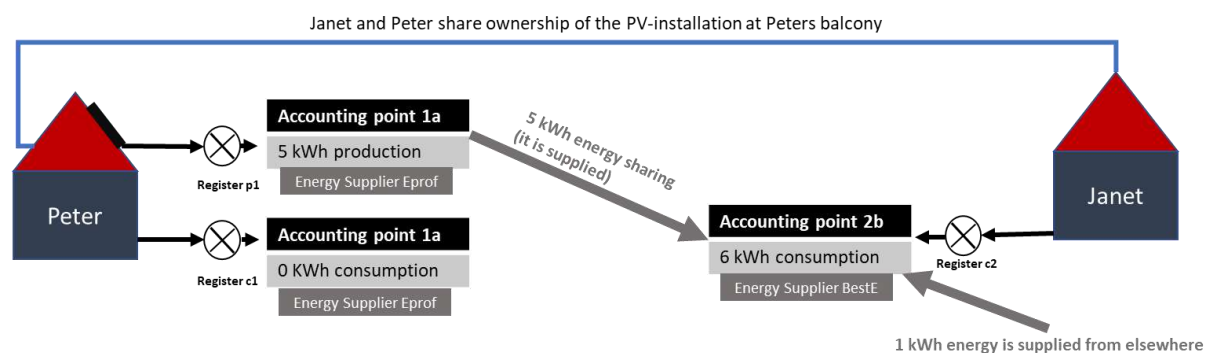 Janet and Peter share ownership of the PV-installation at Peters balcony
Peter
Register p1
Accounting point 1a
5 kWh production
Energy Supplier Eprof
Register c1
Accounting point 1a
0 KWh consumption
Energy Supplier Eprof
5 kWh energy sharing
(it is supplied)
Accounting point 2b
6 kWh consumption
Energy Supplier BestE
Register c2
Janet
1 kWh energy is supplied from elsewhere